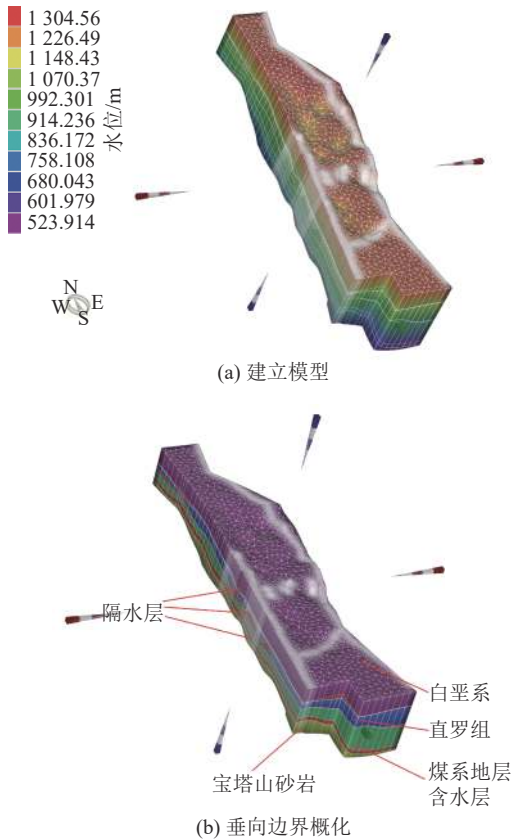 1 304.56
1 226.49
1 148.43
1 070.37
992.301
914.236
836.172
758.108
680.043
601.979
523.914
水位/m
N
W E
S
(a) 建立模型
隔水层
白垩系
直罗组
宝塔山砂岩
煤系地层
含水层
(b) 垂向边界概化